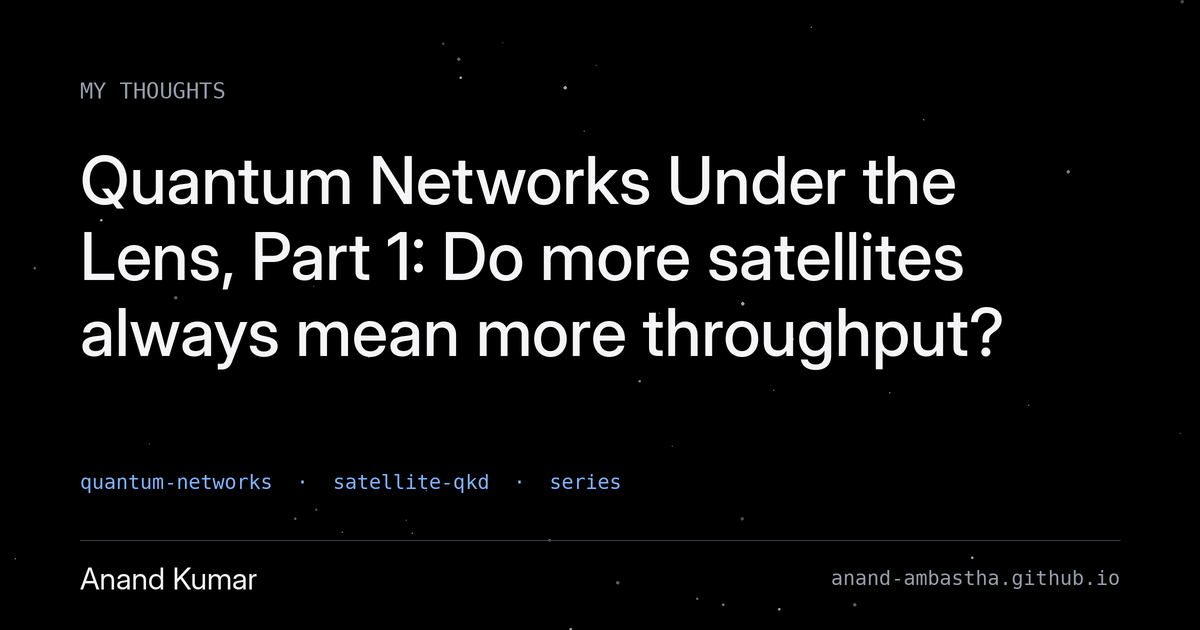 MY THOUGHTS
Quantum Networks Under the
Lens, Part 1: Do more satellites
always mean more throughput?
quantum-networks · satellite-qkd · series
Anand Kumar
anand-ambastha.github.io